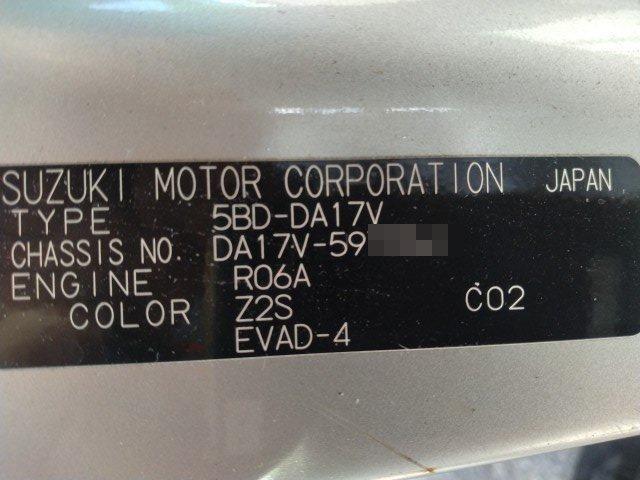 SUZUKI MOTOR CORPORATION JAPAN
TYPE 5BD-DA17V
CHASSIS NO. DA17V-59
ENGINE R06A
COLOR Z2S C02
EVAD-4